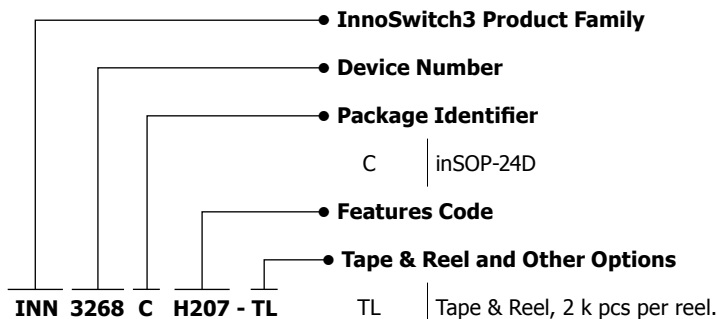 InnoSwitch3 Product Family
Device Number
Package Identifier
C inSOP-24D
Features Code
Tape & Reel and Other Options
INN 3268 C H207 - TL TL Tape & Reel, 2 k pcs per reel.